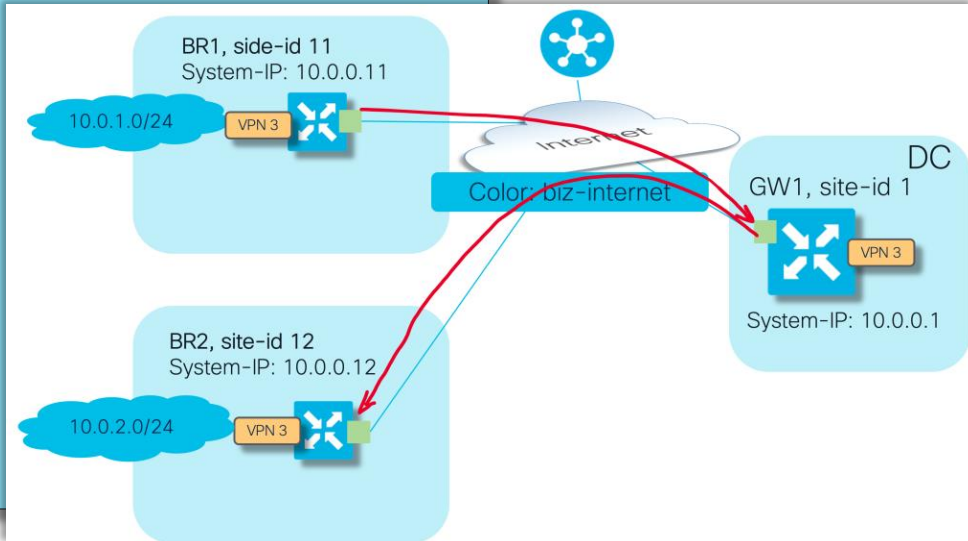 BR1, side-id 11
System-IP: 10.0.0.11
10.0.1.0/24
VPN 3
Internet
Color: biz-internet
DC
GW1, site-id 1
VPN 3
System-IP: 10.0.0.1
BR2, site-id 12
System-IP: 10.0.0.12
10.0.2.0/24
VPN 3